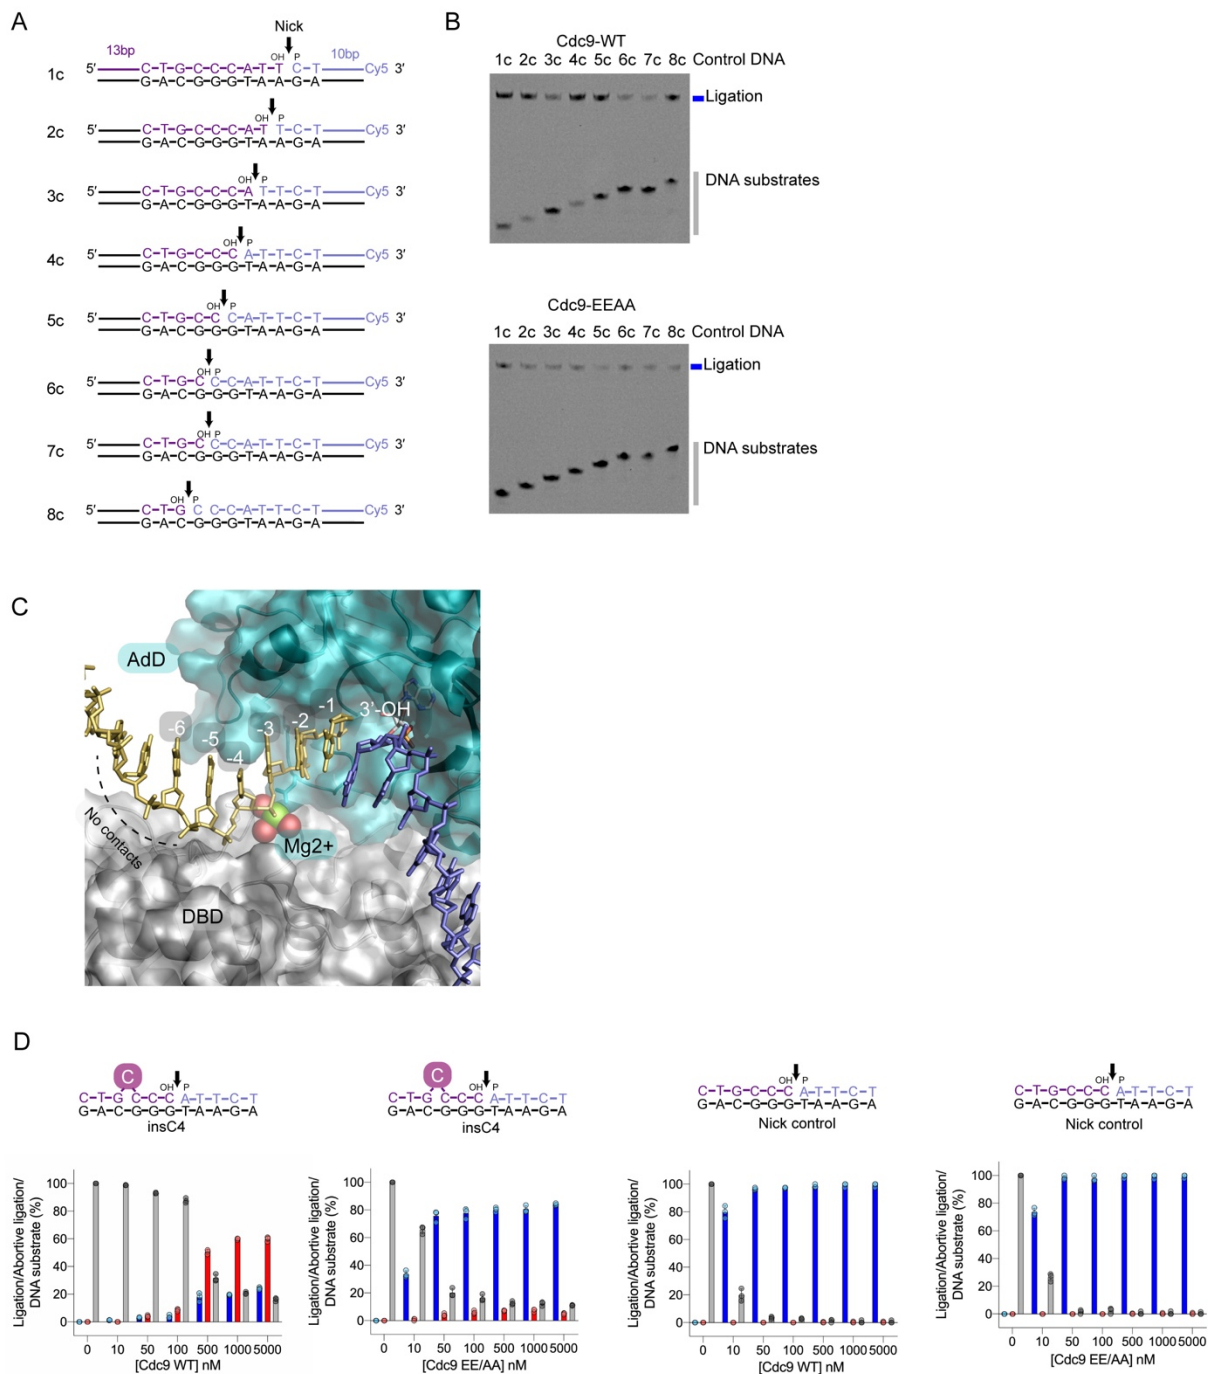 A
Nick
13bp OH P 10bp
1c 5′ C-T-G-C-C-C-A-T-T C-T Cy5 3′
G-A-C-G-G-G-T-A-A-G-A
OH P
2c 5′ C-T-G-C-C-C-A-T T-C-T Cy5 3′
G-A-C-G-G-G-T-A-A-G-A
OH P
3c 5′ C-T-G-C-C-C-A T-T-C-T Cy5 3′
G-A-C-G-G-G-T-A-A-G-A
OH P
4c 5′ C-T-G-C-C-C A-T-T-C-T Cy5 3′
G-A-C-G-G-G-T-A-A-G-A
OH P
5c 5′ C-T-G-C-C C-A-T-T-C-T Cy5 3′
G-A-C-G-G-G-T-A-A-G-A
OH P
6c 5′ C-T-G-C C-C-A-T-T-C-T Cy5 3′
G-A-C-G-G-G-T-A-A-G-A
OH P
7c 5′ C-T-G-C C-C-A-T-T-C-T Cy5 3′
G-A-C-G-G-G-T-A-A-G-A
OH P
8c 5′ C-T-G C-C-C-A-T-T-C-T Cy5 3′
G-A-C-G-G-G-T-A-A-G-A
B
Cdc9-WT
1c 2c 3c 4c 5c 6c 7c 8c Control DNA
Ligation
DNA substrates
Cdc9-EEAA
1c 2c 3c 4c 5c 6c 7c 8c Control DNA
Ligation
DNA substrates
C
AdD
-6 -5 -4 -3 -2 -1 3'-OH
No contacts
Mg2+
DBD
D
C
OH P
C-T-G C-C-C A-T-T-C-T
G-A-C-G-G-G-T-A-A-G-A
insC4
Ligation/Abortive ligation/
DNA substrate (%)
100
80
60
40
20
0
0 10 50 100 500 1000 5000
[Cdc9 WT] nM
C
OH P
C-T-G C-C-C A-T-T-C-T
G-A-C-G-G-G-T-A-A-G-A
insC4
Ligation/Abortive ligation/
DNA substrate (%)
100
80
60
40
20
0
0 10 50 100 500 1000 5000
[Cdc9 EE/AA] nM
OH P
C-T-G-C-C-C A-T-T-C-T
G-A-C-G-G-G-T-A-A-G-A
Nick control
Ligation/Abortive ligation/
DNA substrate (%)
100
80
60
40
20
0
0 10 50 100 500 1000 5000
[Cdc9 WT] nM
OH P
C-T-G-C-C-C A-T-T-C-T
G-A-C-G-G-G-T-A-A-G-A
Nick control
Ligation/Abortive ligation/
DNA substrate (%)
100
80
60
40
20
0
0 10 50 100 500 1000 5000
[Cdc9 EE/AA] nM